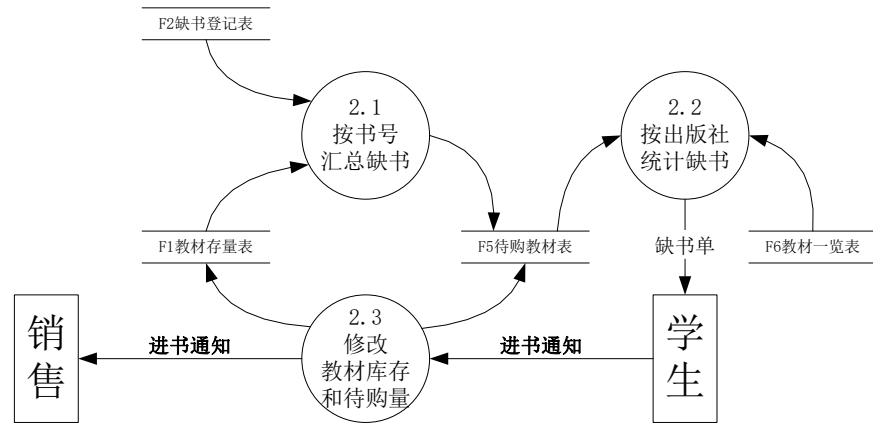 F2缺书登记表
2.1
按书号
汇总缺书
2.2
按出版社
统计缺书
F1教材存量表
F5待购教材表
缺书单
F6教材一览表
销
售
进书通知
2.3
修改
教材库存
和待购量
进书通知
学
生